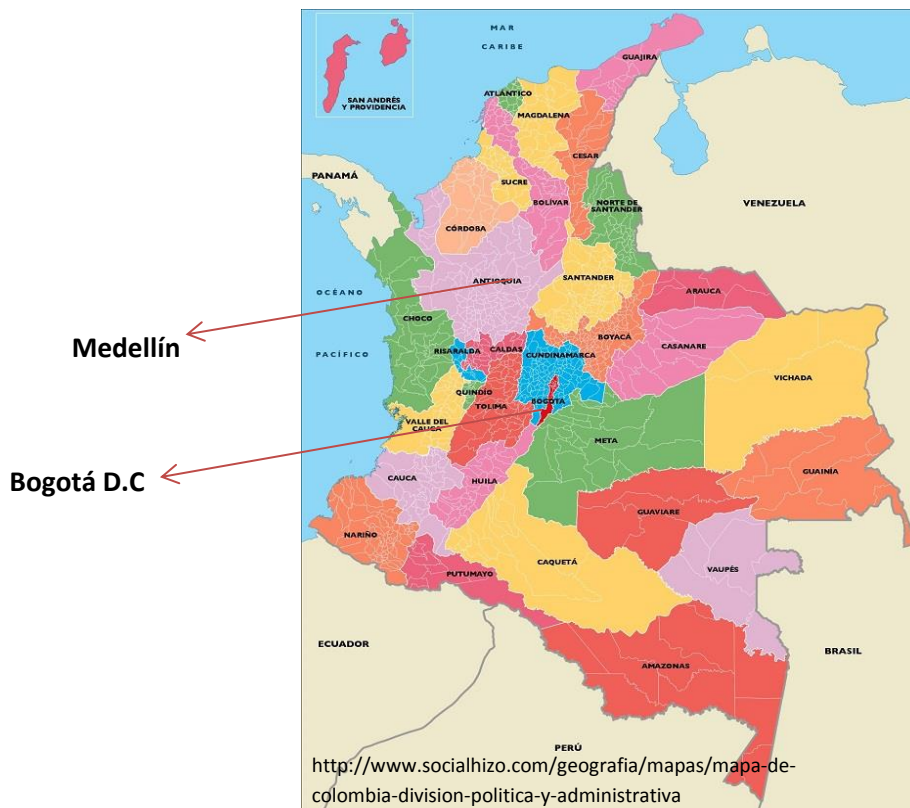 MAR
CARIBE
GUAJIRA
SAN ANDRÉS
Y PROVIDENCIA
ATLÁNTICO
MAGDALENA
CESAR
PANAMÁ
SUCRE
BOLÍVAR
NORTE DE
SANTANDER
VENEZUELA
CÓRDOBA
ANTIOQUIA
SANTANDER
ARAUCA
OCÉANO
CHOCO
BOYACÁ
Medellín
PACÍFICO
RISARALDA
CALDAS
CUNDINAMARCA
CASANARE
VICHADA
QUINDÍO
TOLIMA
BOGOTÁ
VALLE DEL
CAUCA
META
Bogotá D.C
CAUCA
HUILA
GUAINÍA
GUAVIARE
NARIÑO
CAQUETÁ
VAUPÉS
PUTUMAYO
ECUADOR
BRASIL
AMAZONAS
PERÚ
http://www.socialhizo.com/geografia/mapas/mapa-de-
colombia-division-politica-y-administrativa